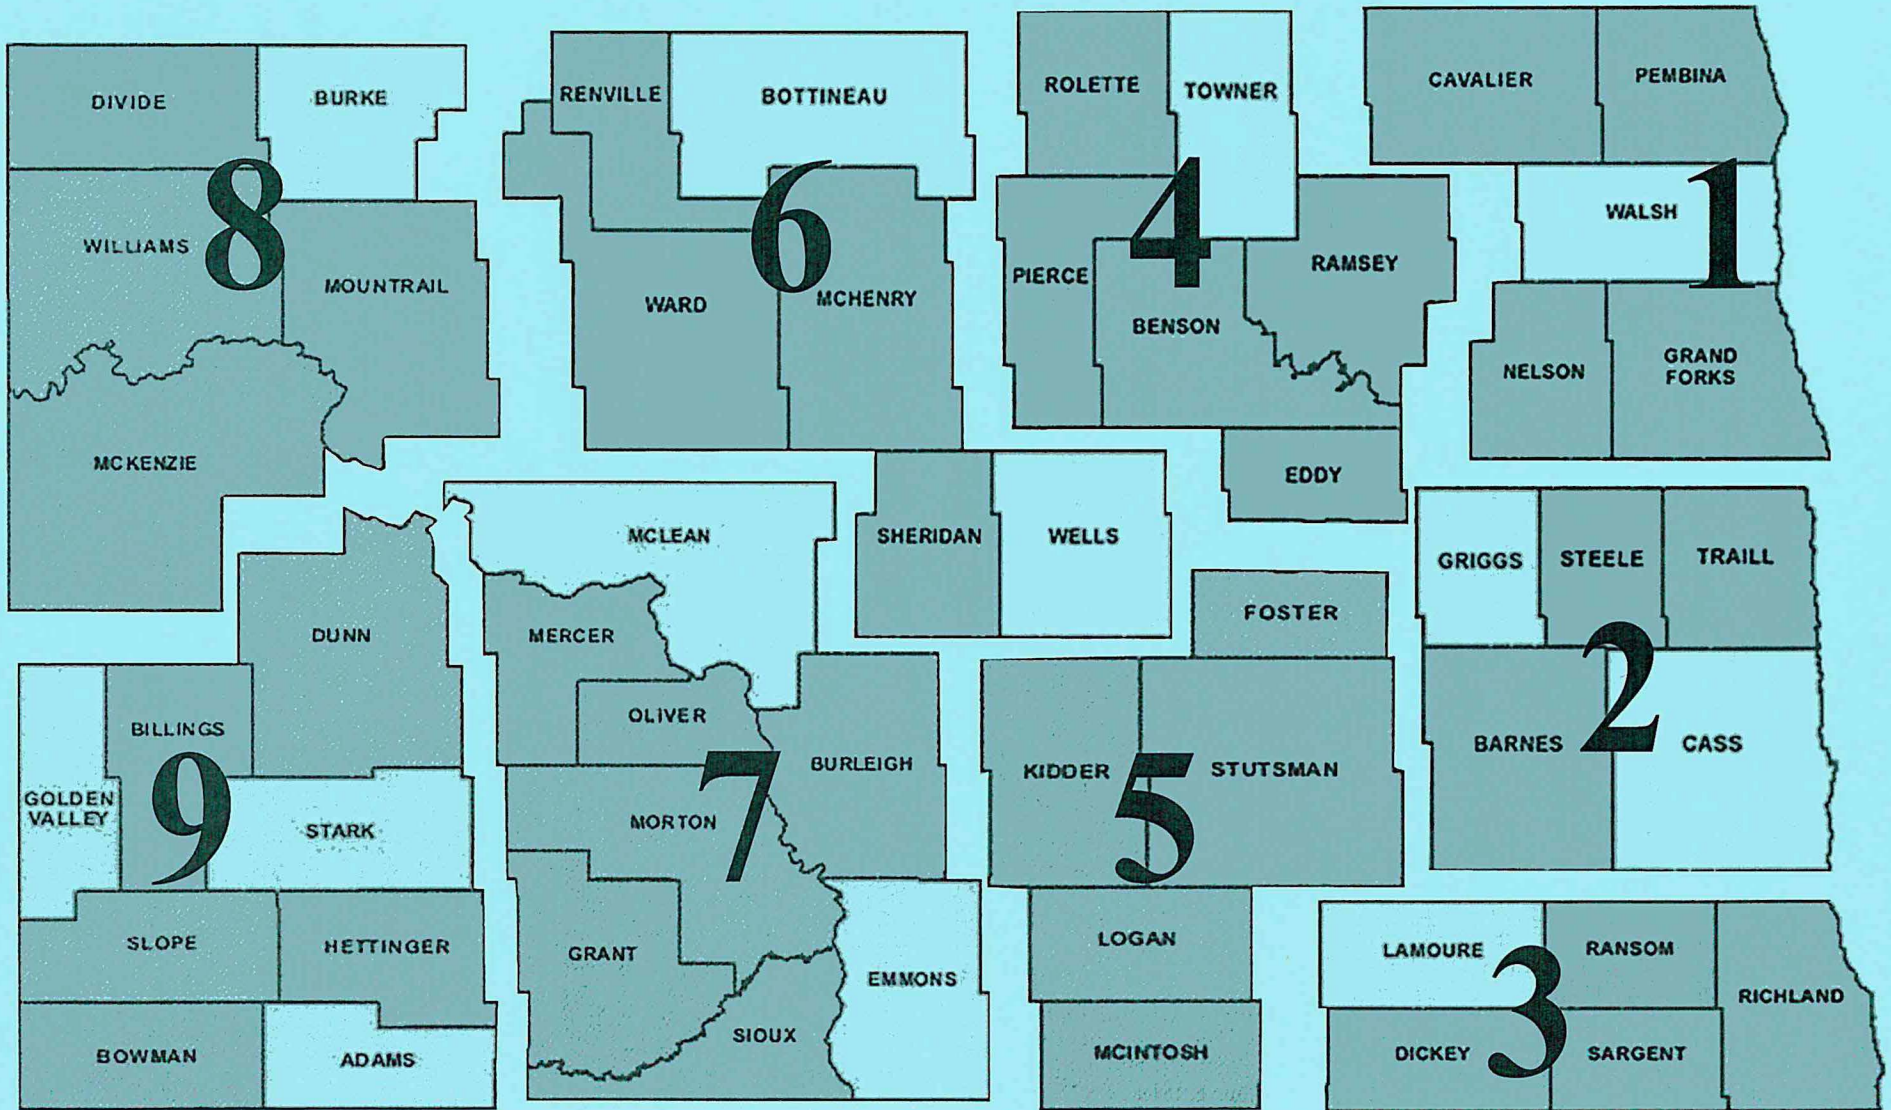 DIVIDE
BURKE
WILLIAMS
MOUNTRAIL
MCKENZIE
8
RENVILLE
BOTTINEAU
WARD
MCHENRY
6
ROLETTE
TOWNER
PIERCE
BENSON
RAMSEY
EDDY
4
CAVALIER
PEMBINA
WALSH
NELSON
GRAND
FORKS
1
DUNN
BILLINGS
GOLDEN
VALLEY
STARK
SLOPE
HETTINGER
BOWMAN
ADAMS
9
MCLEAN
MERCER
OLIVER
BURLEIGH
MORTON
GRANT
EMMONS
SIOUX
7
SHERIDAN
WELLS
FOSTER
KIDDER
STUTSMAN
LOGAN
MCINTOSH
5
GRIGGS
STEELE
TRAILL
BARNES
CASS
2
LAMOURE
RANSOM
RICHLAND
DICKEY
SARGENT
3